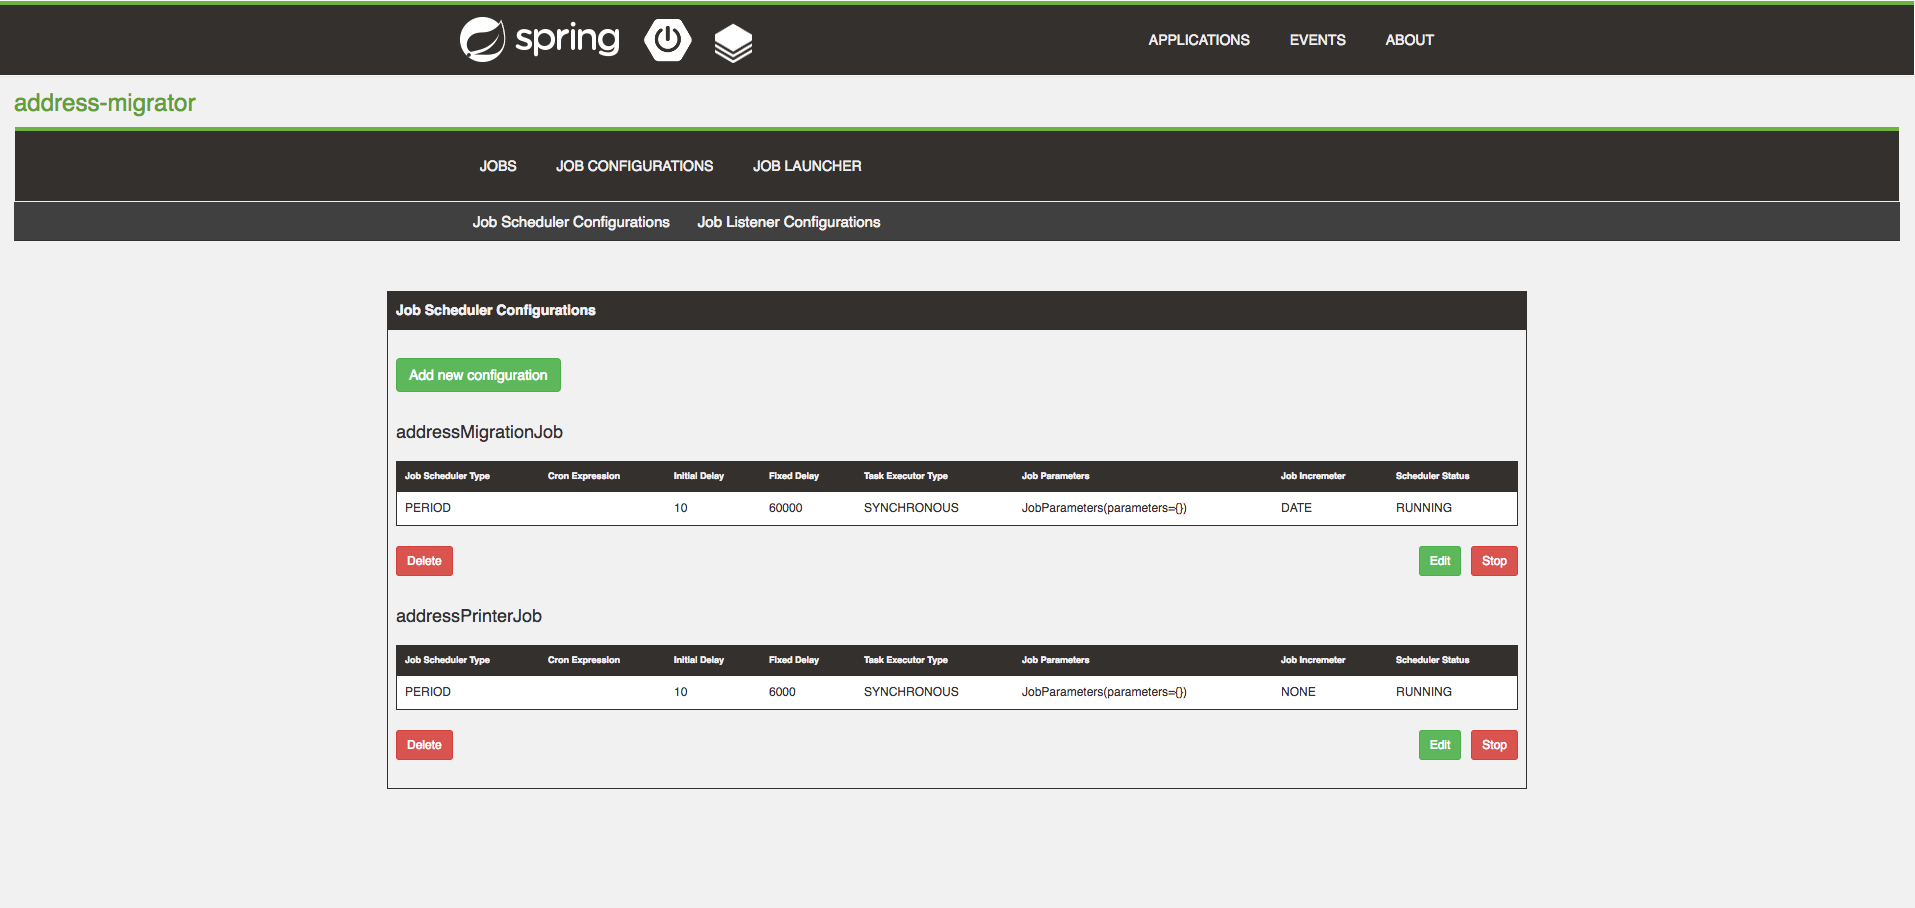 spring APPLICATIONS EVENTS ABOUT
address-migrator
JOBS JOB CONFIGURATIONS JOB LAUNCHER
Job Scheduler Configurations Job Listener Configurations
Job Scheduler Configurations
Add new configuration
addressMigrationJob
Job Scheduler Type Cron Expression Initial Delay Fixed Delay Task Executor Type Job Parameters Job Incremeter Scheduler Status
PERIOD 10 60000 SYNCHRONOUS JobParameters(parameters={}) DATE RUNNING
Delete Edit Stop
addressPrinterJob
Job Scheduler Type Cron Expression Initial Delay Fixed Delay Task Executor Type Job Parameters Job Incremeter Scheduler Status
PERIOD 10 6000 SYNCHRONOUS JobParameters(parameters={}) NONE RUNNING
Delete Edit Stop